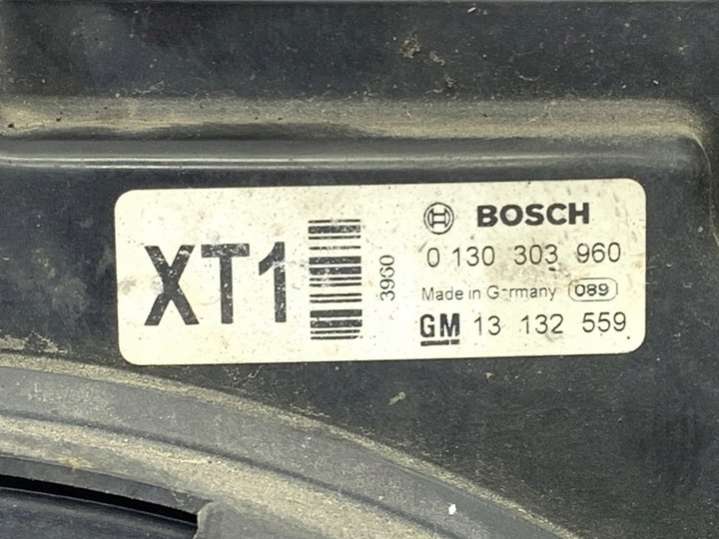 XT1
3960
BOSCH
0 130 303 960
Made in Germany 089
GM 13 132 559